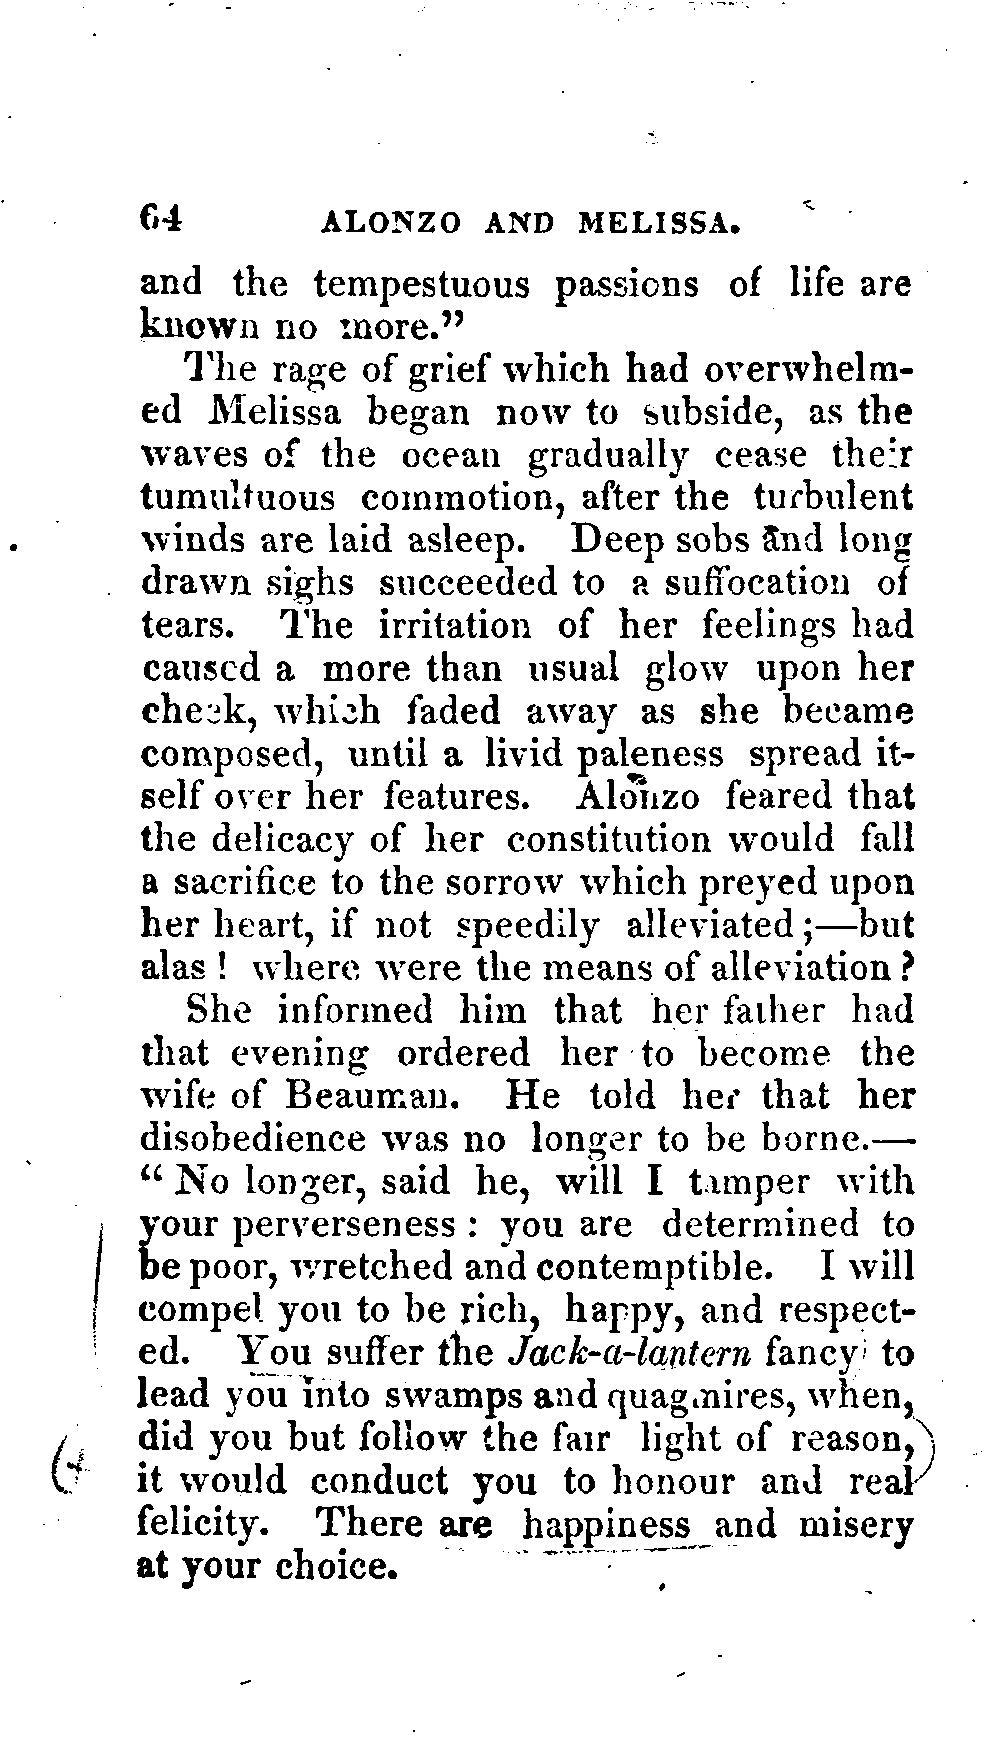 64 ALONZO AND MELISSA.
and the tempestuous passions of life are
known no more."
The rage of grief which had overwhelm-
ed Melissa began now to subside, as the
waves of the ocean gradually cease their
tumultuous commotion, after the turbulent
winds are laid asleep. Deep sobs and long
drawn sighs succeeded to a suffocation of
tears. The irritation of her feelings had
caused a more than usual glow upon her
cheek, which faded away as she became
composed, until a livid paleness spread it-
self over her features. Alonzo feared that
the delicacy of her constitution would fall
a sacrifice to the sorrow which preyed upon
her heart, if not speedily alleviated;—but
alas! where were the means of alleviation?
She informed him that her father had
that evening ordered her to become the
wife of Beauman. He told her that her
disobedience was no longer to be borne.—
“No longer, said he, will I tamper with
your perverseness: you are determined to
be poor, wretched and contemptible. I will
compel you to be rich, happy, and respect-
ed. You suffer the Jack-a-lantern fancy to
lead you into swamps and quagmires, when,
did you but follow the fair light of reason,
it would conduct you to honour and real
felicity. There are happiness and misery
at your choice.